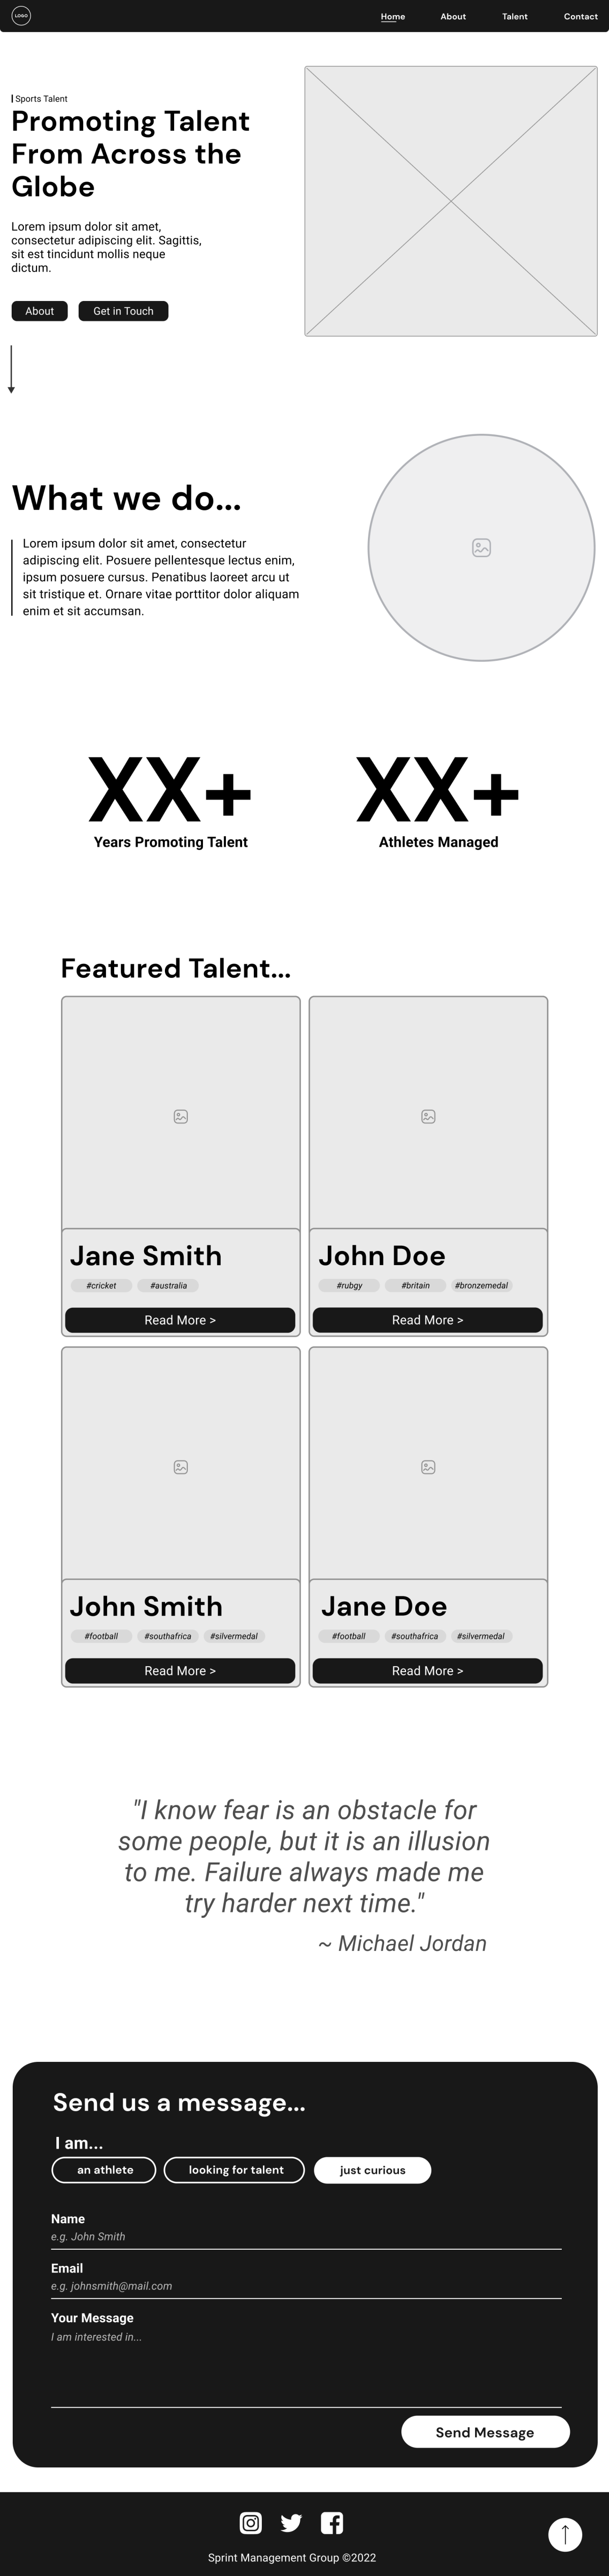 LOGO
Home About Talent Contact
Sports Talent
Promoting Talent
From Across the
Globe
Lorem ipsum dolor sit amet,
consectetur adipiscing elit. Sagittis,
sit est tincidunt mollis neque
dictum.
About Get in Touch
What we do...
Lorem ipsum dolor sit amet, consectetur
adipiscing elit. Posuere pellentesque lectus enim,
ipsum posuere cursus. Penatibus laoreet arcu ut
sit tristique et. Ornare vitae porttitor dolor aliquam
enim et sit accumsan.
XX+ XX+
Years Promoting Talent Athletes Managed
Featured Talent...
Jane Smith John Doe
#cricket #australia #rubgy #britain #bronzemedal
Read More > Read More >
John Smith Jane Doe
#football #southafrica #silvermedal #football #southafrica #silvermedal
Read More > Read More >
"I know fear is an obstacle for
some people, but it is an illusion
to me. Failure always made me
try harder next time."
~ Michael Jordan
Send us a message...
I am...
an athlete looking for talent just curious
Name
e.g. John Smith
Email
e.g. johnsmith@mail.com
Your Message
I am interested in...
Send Message
Sprint Management Group ©2022